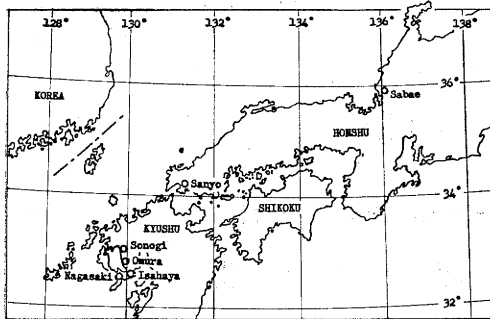 128° 130° 132° 134° 136° 138°
36°
Sabae
KOREA
HONSHU
Sanyo
34°
SHIKOKU
KYUSHU
Sonogi
Omura
Nagasaki Isahaya
32°